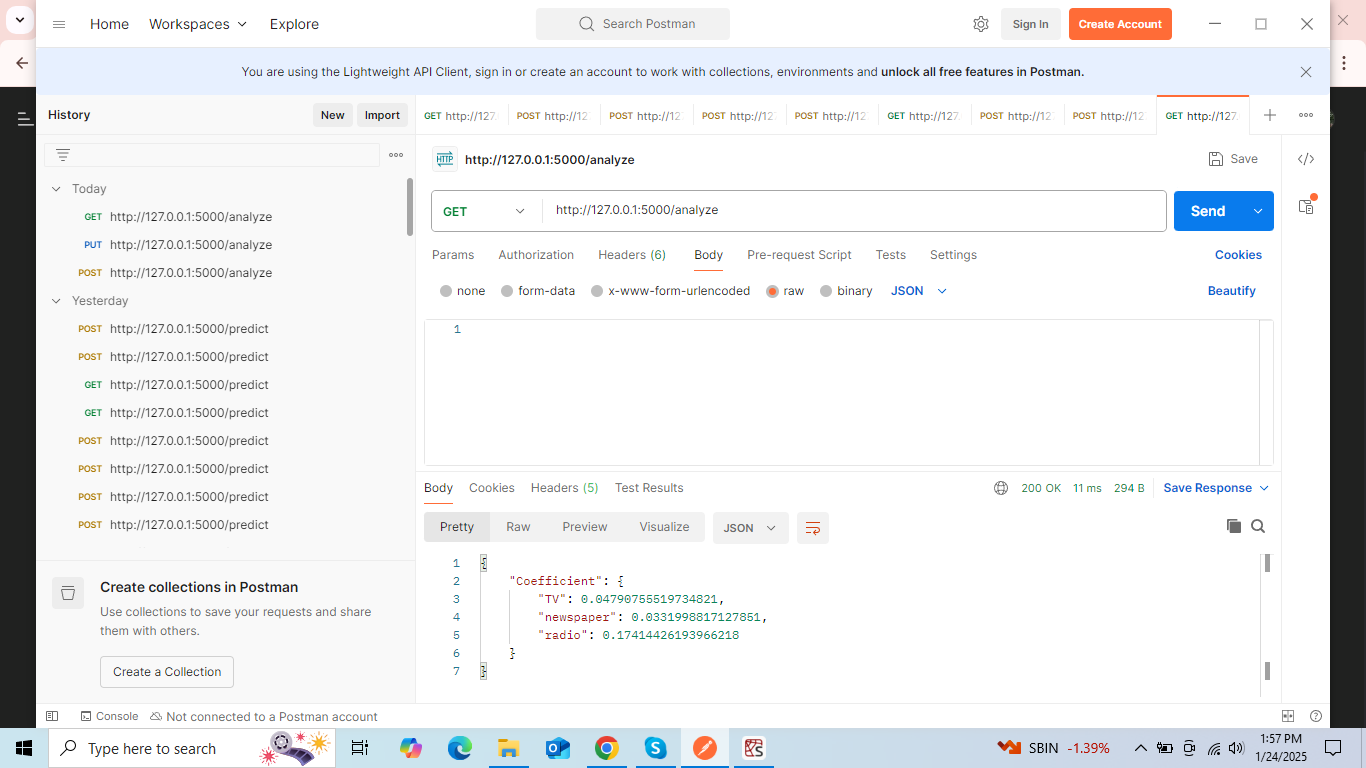 Home Workspaces Explore Search Postman Sign In Create Account
You are using the Lightweight API Client, sign in or create an account to work with collections, environments and unlock all free features in Postman.
History New Import
GET http://127. POST http://12 POST http://12 POST http://12 POST http://12 GET http://127. POST http://12 POST http://12 GET http://127.
HTTP http://127.0.0.1:5000/analyze Save
Today
GET http://127.0.0.1:5000/analyze
PUT http://127.0.0.1:5000/analyze
POST http://127.0.0.1:5000/analyze
Yesterday
POST http://127.0.0.1:5000/predict
POST http://127.0.0.1:5000/predict
GET http://127.0.0.1:5000/predict
GET http://127.0.0.1:5000/predict
POST http://127.0.0.1:5000/predict
POST http://127.0.0.1:5000/predict
POST http://127.0.0.1:5000/predict
POST http://127.0.0.1:5000/predict
Create collections in Postman
Use collections to save your requests and share
them with others.
Create a Collection
GET http://127.0.0.1:5000/analyze Send
Params Authorization Headers (6) Body Pre-request Script Tests Settings Cookies
none form-data x-www-form-urlencoded raw binary JSON Beautify
1
Body Cookies Headers (5) Test Results 200 OK 11 ms 294 B Save Response
Pretty Raw Preview Visualize JSON
1 {
2 "Coefficient": {
3 "TV": 0.04790755519734821,
4 "newspaper": 0.0331998817127851,
5 "radio": 0.17414426193966218
6 }
7 }
Console Not connected to a Postman account
Type here to search SBIN -1.39% 1:57 PM
1/24/2025